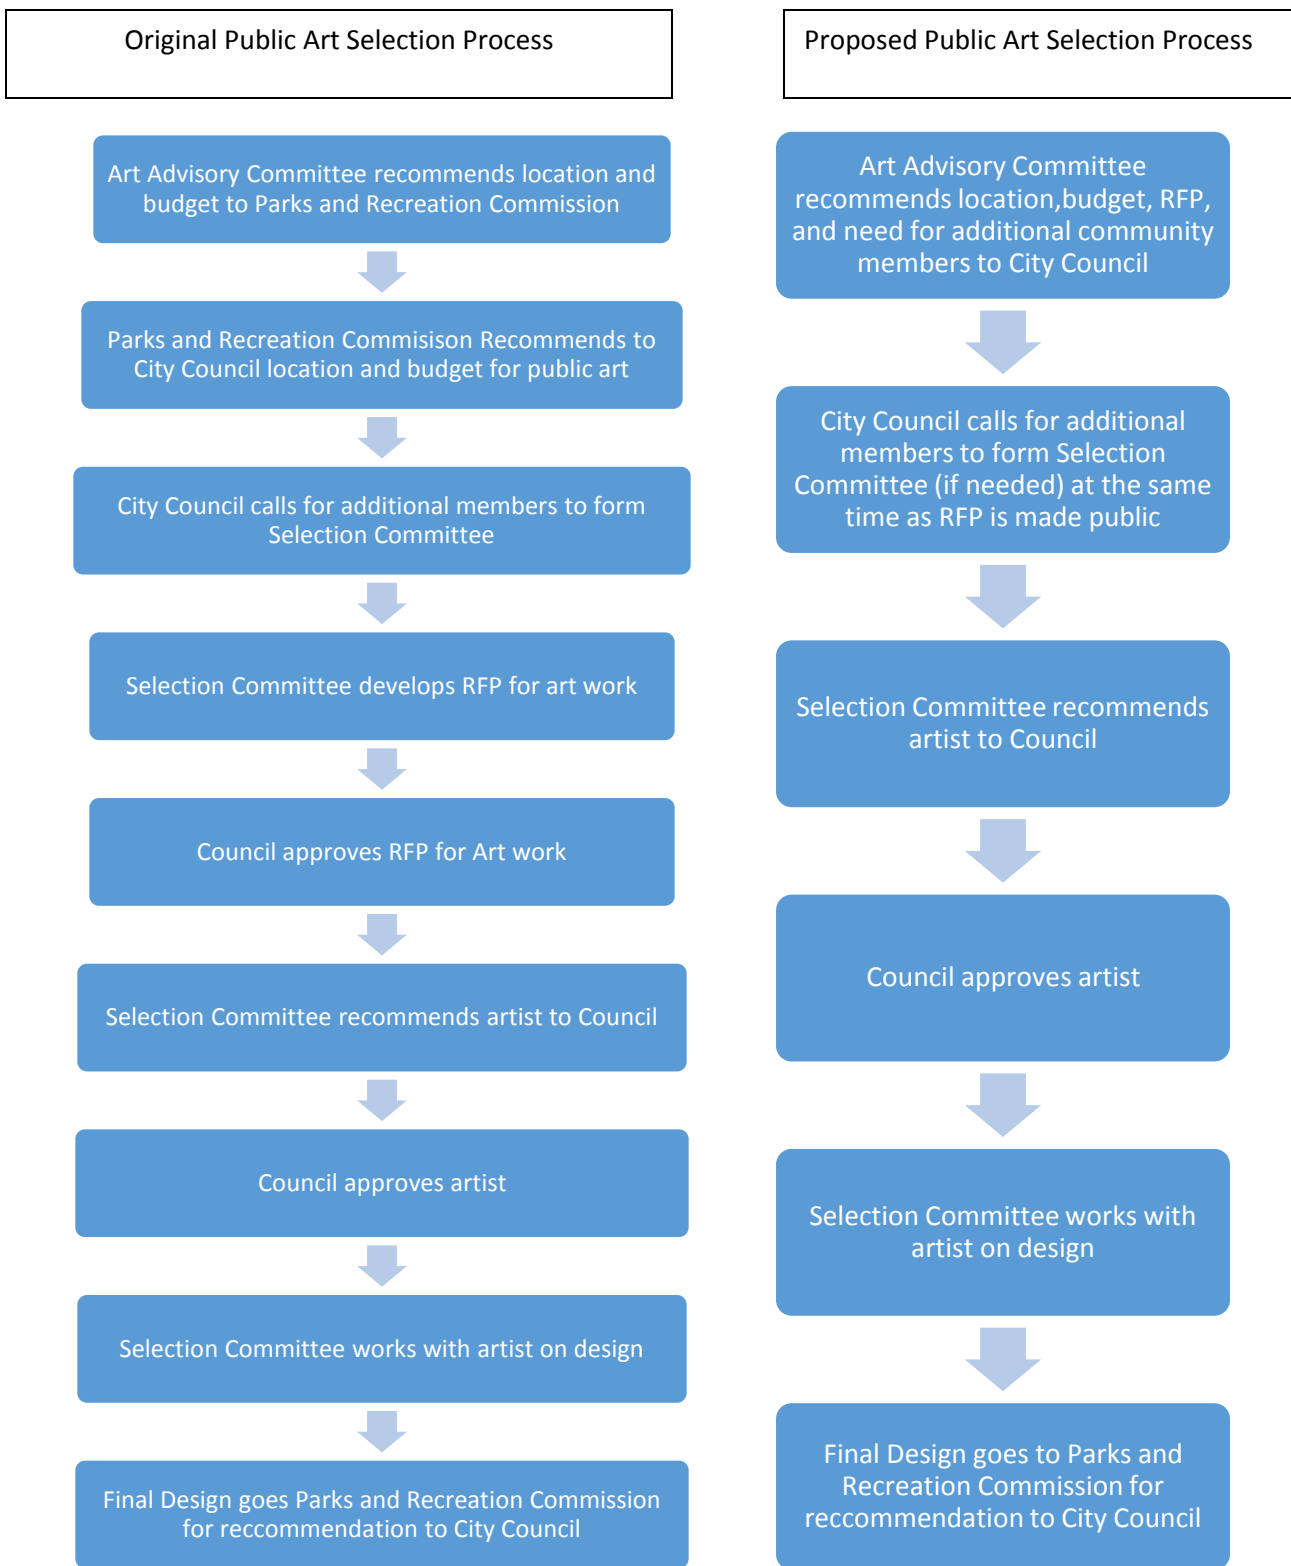 Original Public Art Selection Process
Art Advisory Committee recommends location and
budget to Parks and Recreation Commission
Parks and Recreation Commisison Recommends to
City Council location and budget for public art
City Council calls for additional members to form
Selection Committee
Selection Committee develops RFP for art work
Council approves RFP for Art work
Selection Committee recommends artist to Council
Council approves artist
Selection Committee works with artist on design
Final Design goes Parks and Recreation Commission
for reccommendation to City Council
Proposed Public Art Selection Process
Art Advisory Committee
recommends location,budget, RFP,
and need for additional community
members to City Council
City Council calls for additional
members to form Selection
Committee (if needed) at the same
time as RFP is made public
Selection Committee recommends
artist to Council
Council approves artist
Selection Committee works with
artist on design
Final Design goes to Parks and
Recreation Commission for
reccommendation to City Council